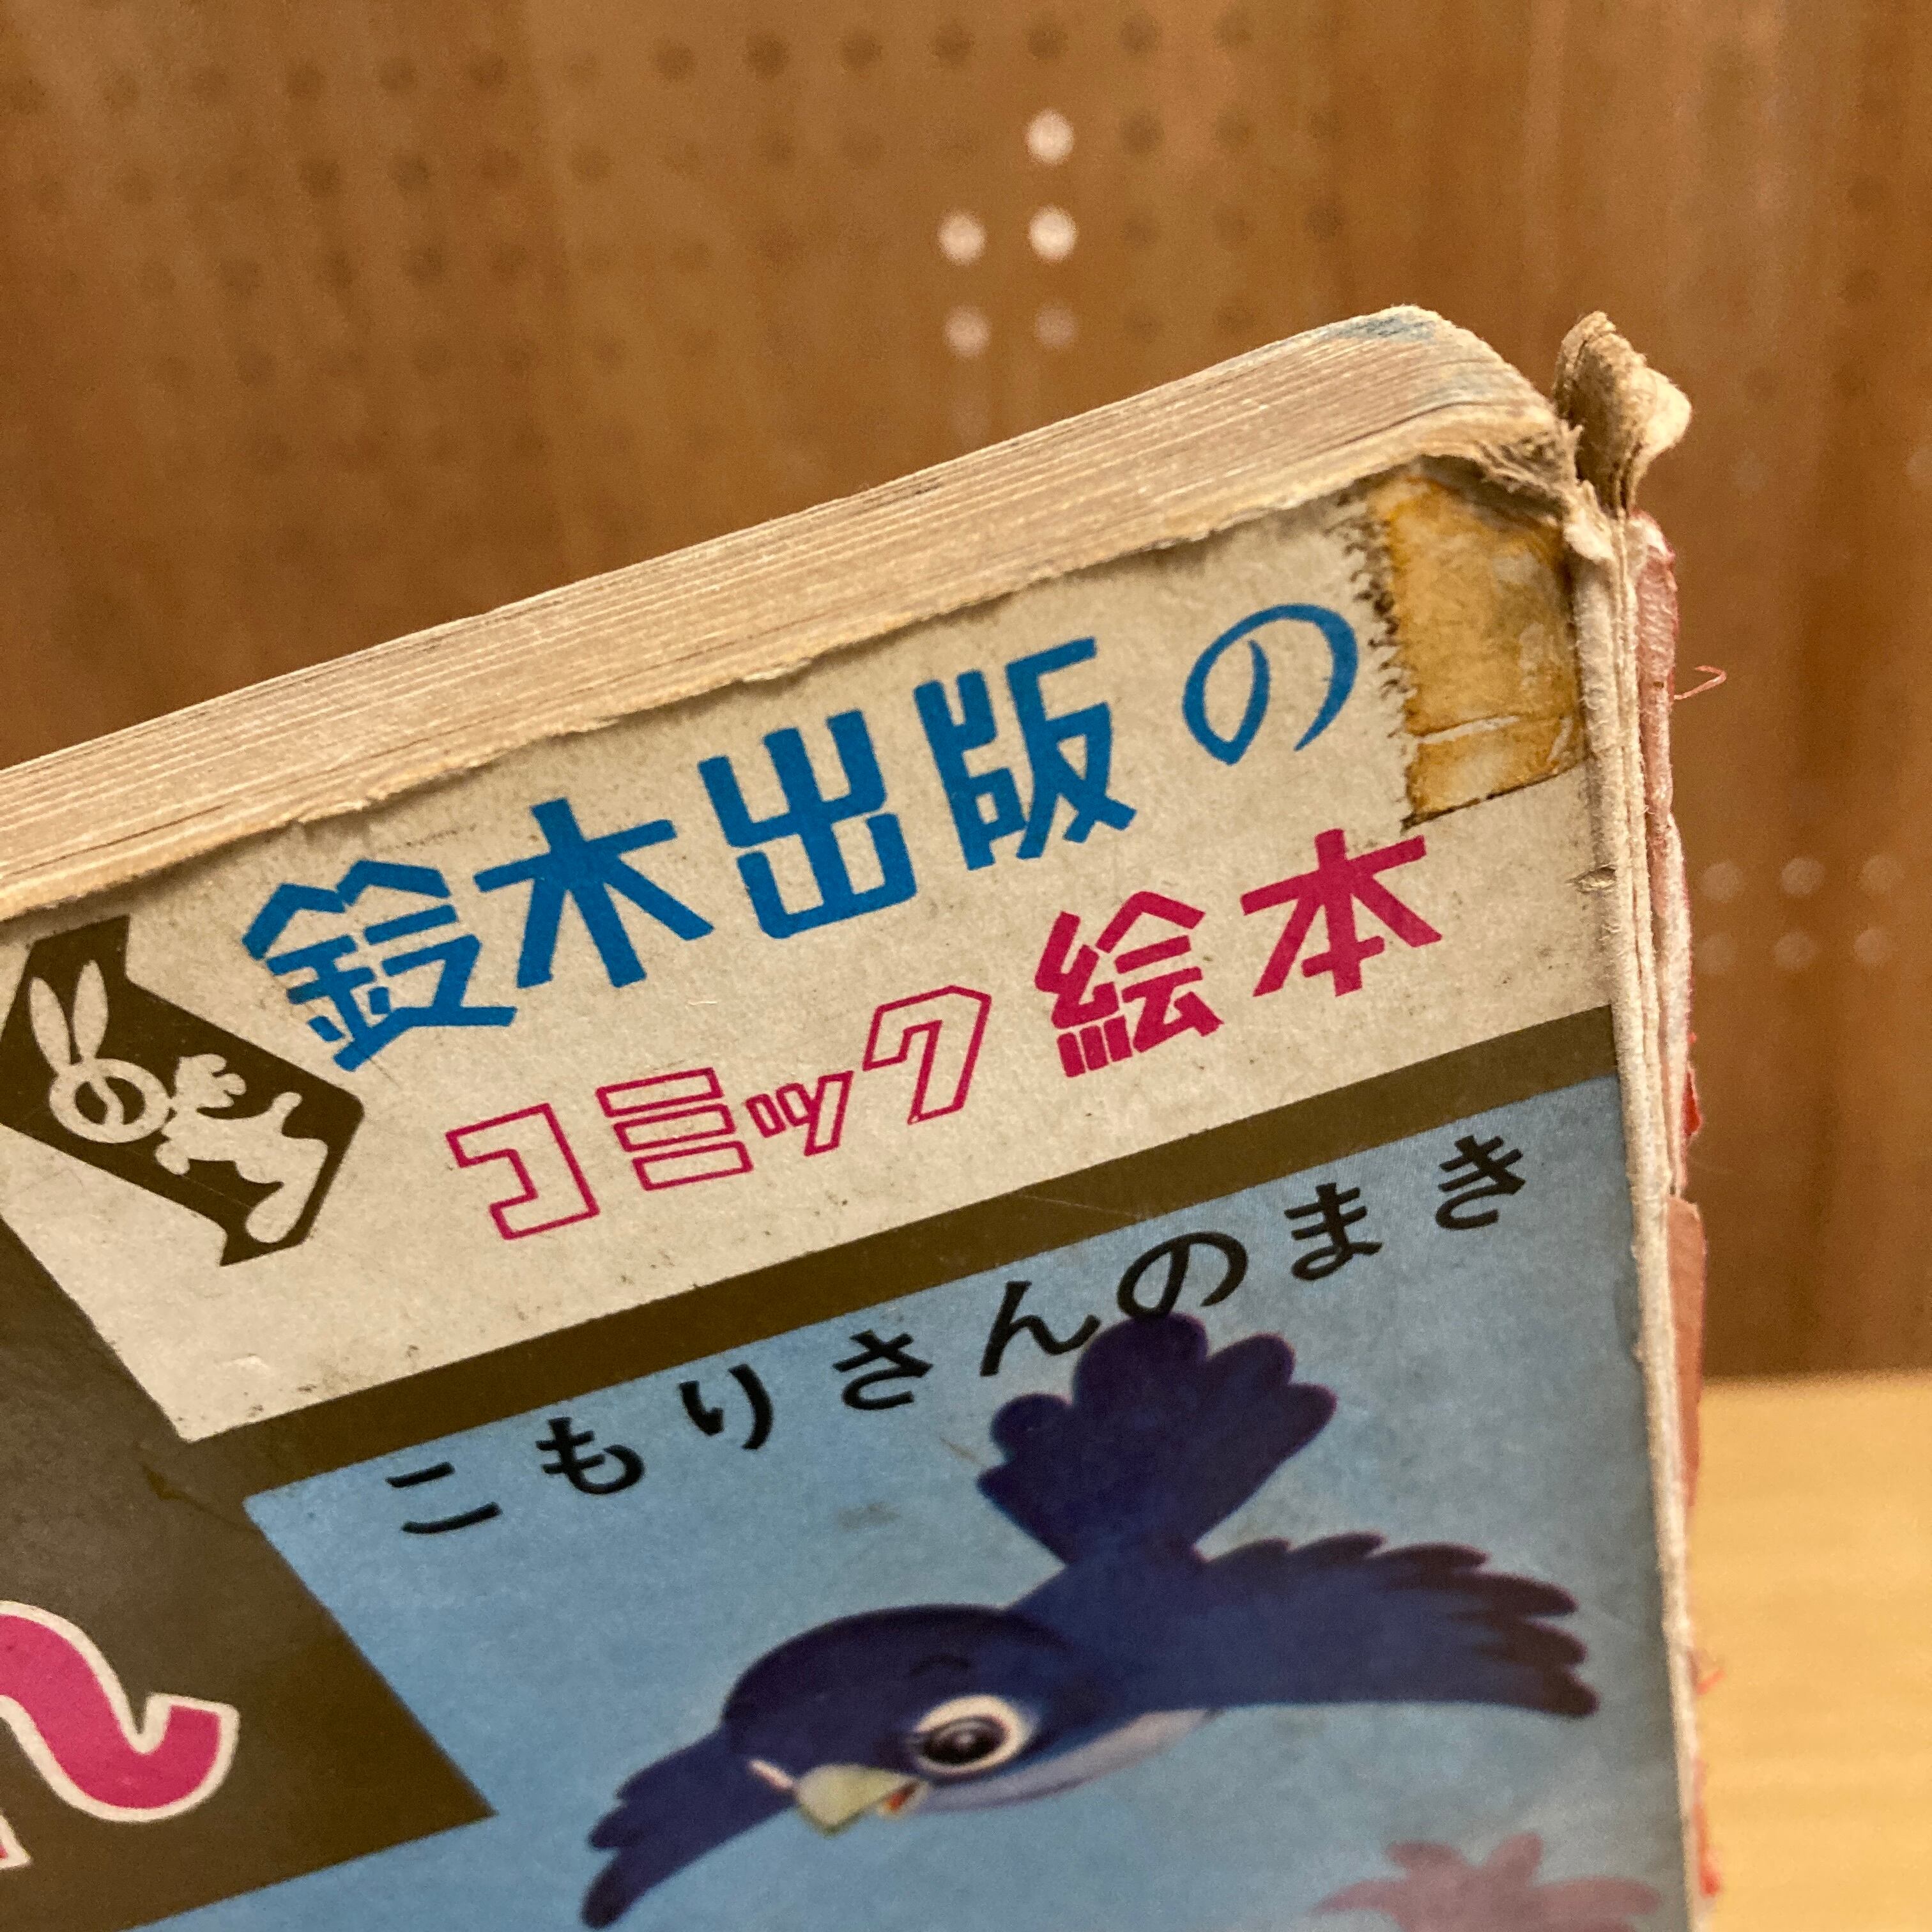 鈴木出版の
コミック絵本
こもりさんのまき
ん